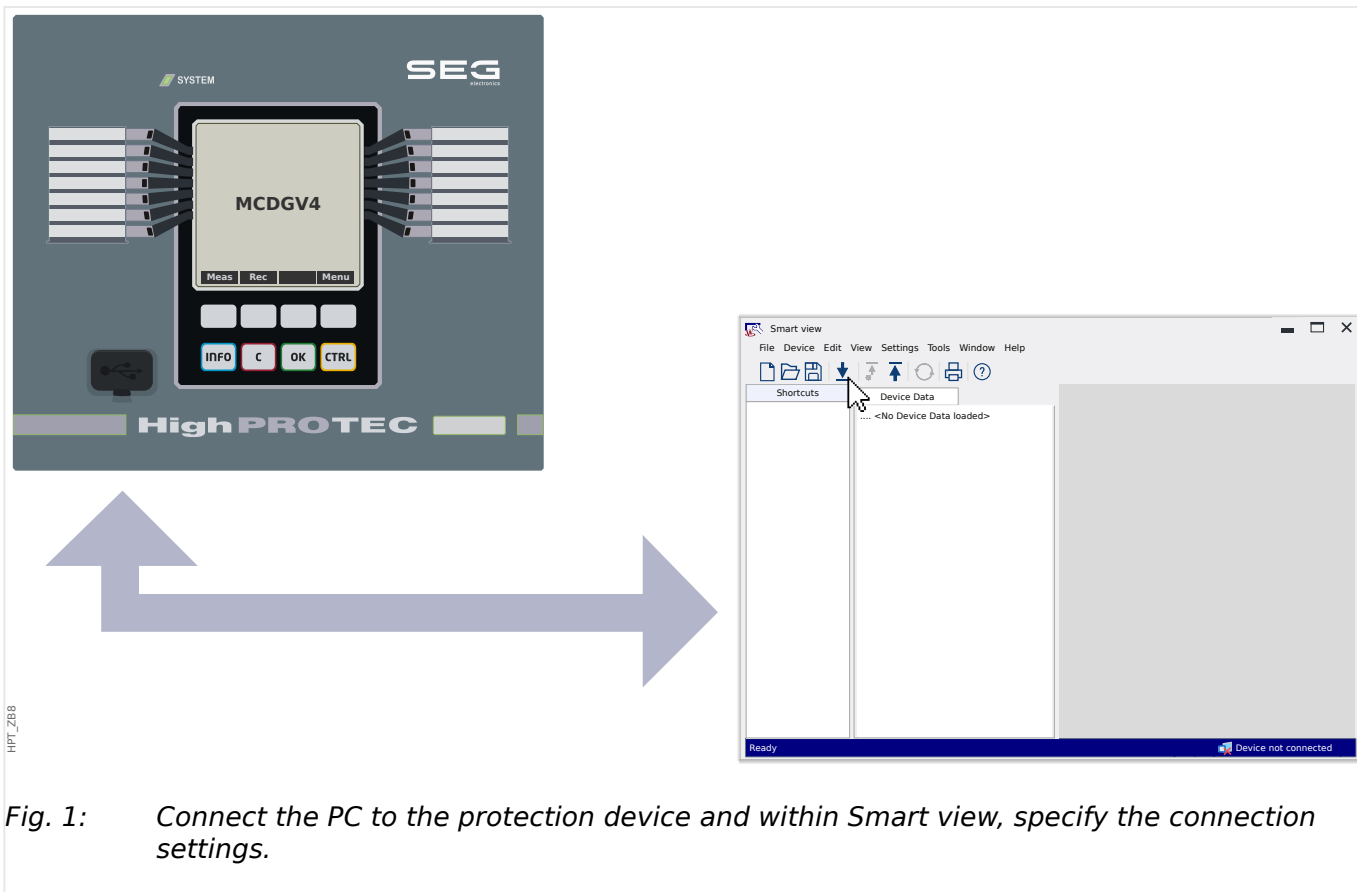 SYSTEM
SEG
electronics
MCDGV4
Meas Rec Menu
INFO C OK CTRL
HighPROTEC
Smart view
File Device Edit View Settings Tools Window Help
?
Shortcuts
Device Data
.... <No Device Data loaded>
Ready
Device not connected
HPT_ZB8
Fig. 1: Connect the PC to the protection device and within Smart view, specify the connection
settings.